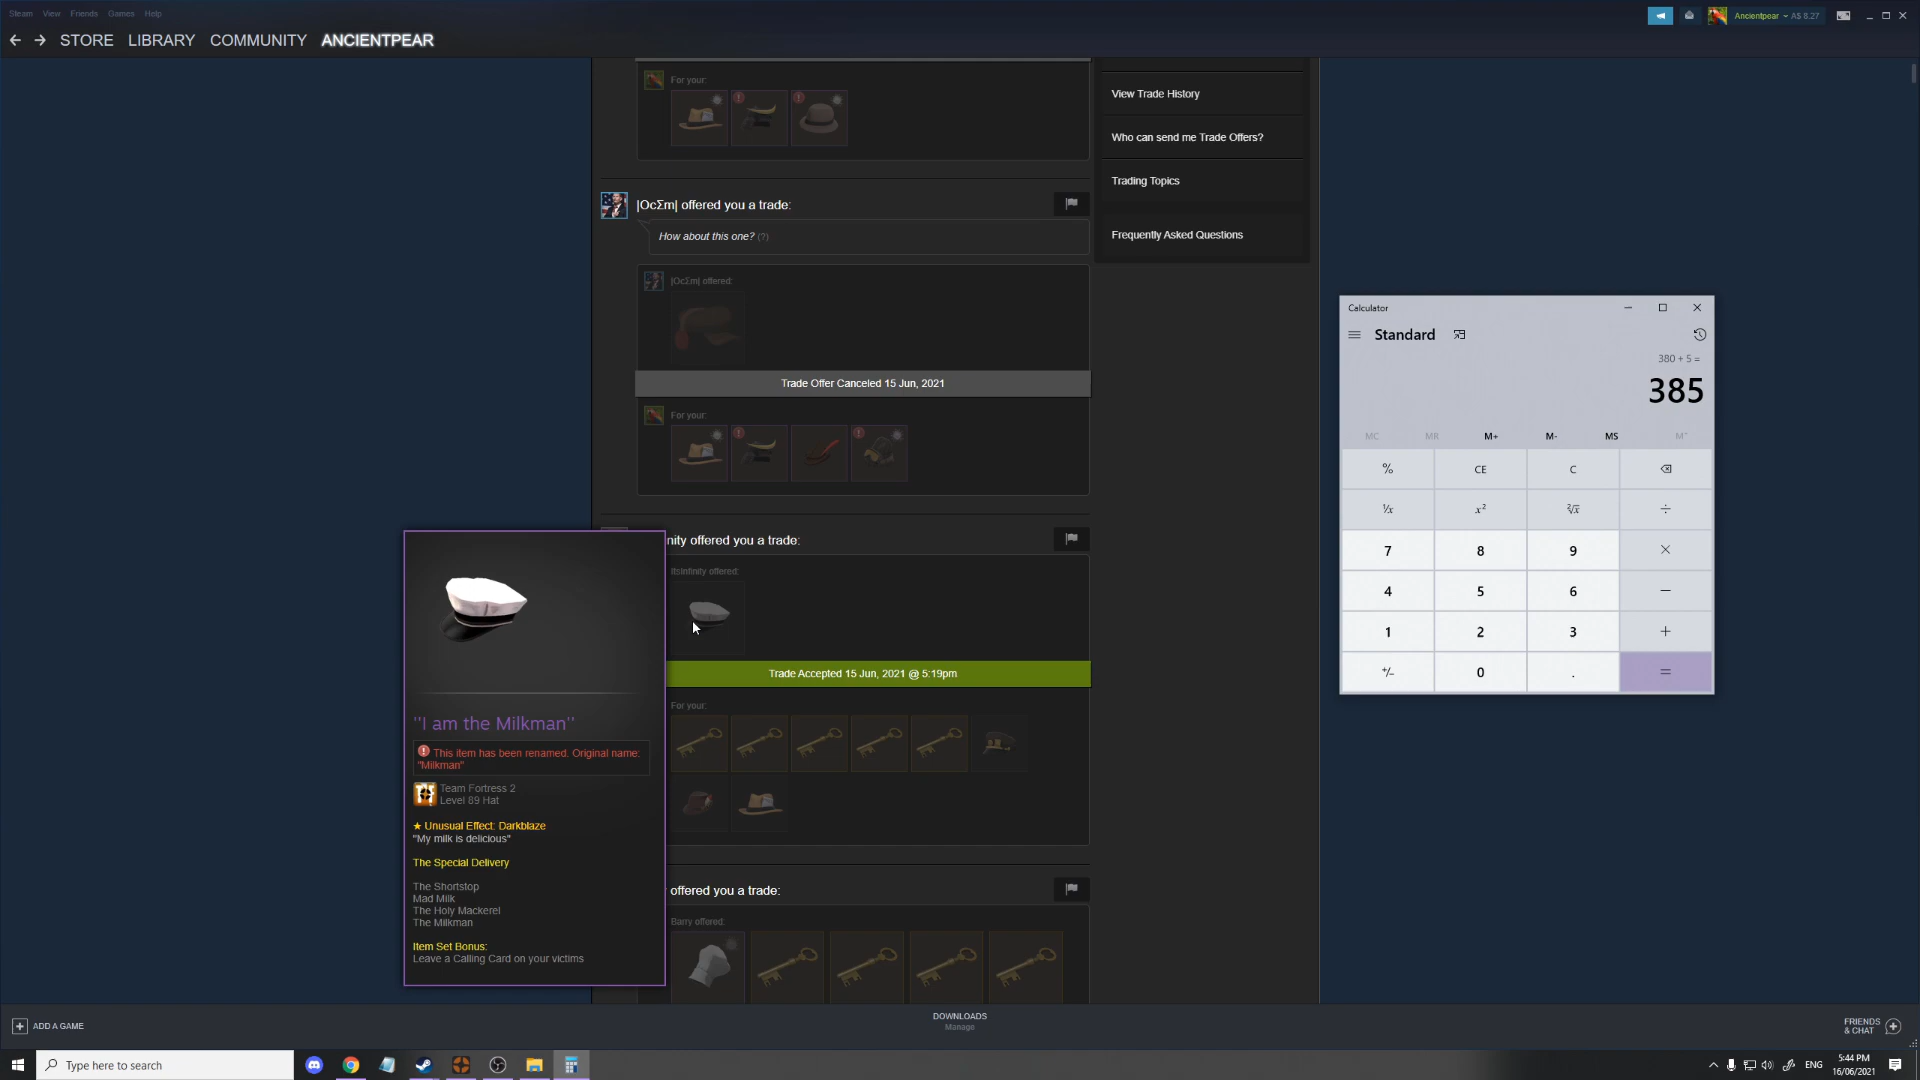 Steam View Friends Games Help
Ancientpear A$ 8.27
STORE LIBRARY COMMUNITY ANCIENTPEAR
For your:
View Trade History
Who can send me Trade Offers?
Trading Topics
Frequently Asked Questions
|OcΣm| offered you a trade:
How about this one? (?)
|OcΣm| offered:
Trade Offer Canceled 15 Jun, 2021
For your:
nity offered you a trade:
ItsInfinity offered:
Trade Accepted 15 Jun, 2021 @ 5:19pm
For your:
offered you a trade:
Barry offered:
''I am the Milkman''
This item has been renamed. Original name:
"Milkman"
Team Fortress 2
Level 89 Hat
★ Unusual Effect: Darkblaze
"My milk is delicious"
The Special Delivery
The Shortstop
Mad Milk
The Holy Mackerel
The Milkman
Item Set Bonus:
Leave a Calling Card on your victims
Calculator
Standard
380 + 5 =
385
MC MR M+ M- MS M˅
% CE C
¹/x x² ²√x ÷
7 8 9 ×
4 5 6 −
1 2 3 +
+/− 0 . =
ADD A GAME
DOWNLOADS
Manage
FRIENDS
& CHAT
Type here to search
ENG
5:44 PM
16/06/2021